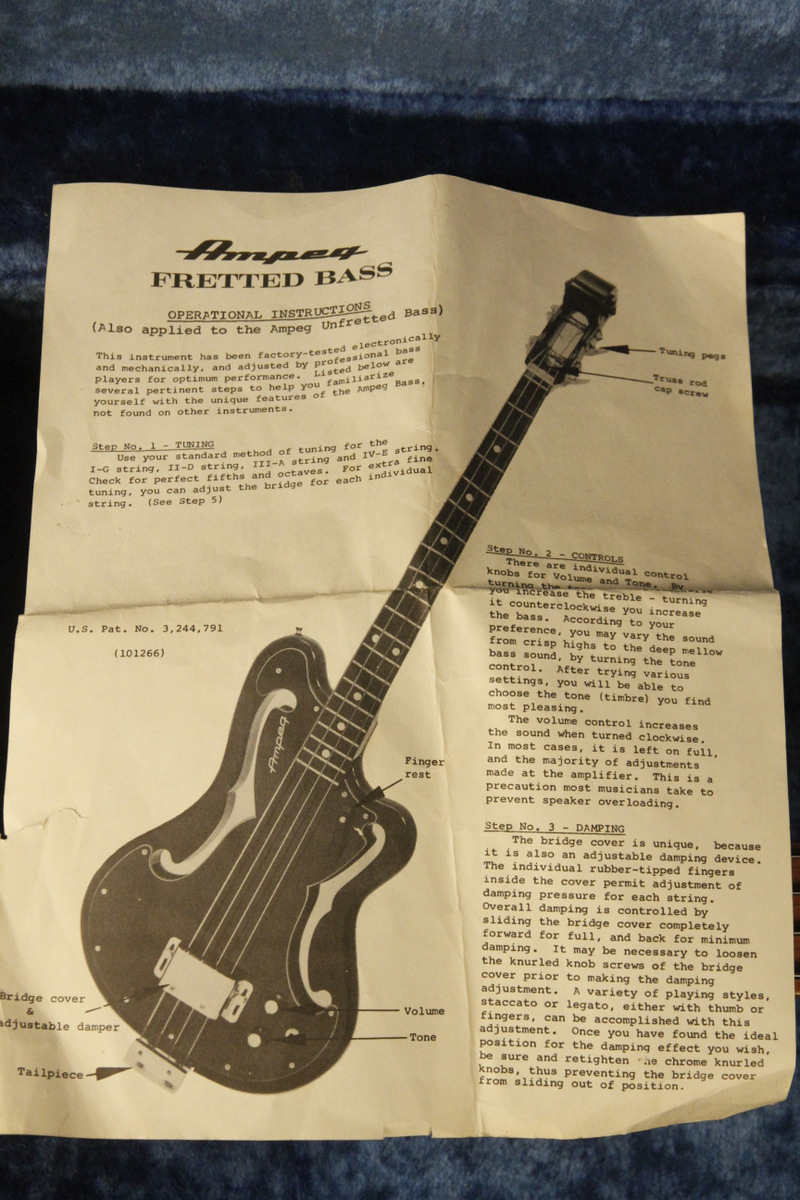 Ampeg
FRETTED BASS
OPERATIONAL INSTRUCTIONS
(Also applied to the Ampeg Unfretted Bass)
This instrument has been factory-tested electronically
and mechanically, and adjusted by professional bass
players for optimum performance. Listed below are
several pertinent steps to help you familiarize
yourself with the unique features of the Ampeg Bass,
not found on other instruments.
Step No. 1 - TUNING
Use your standard method of tuning for the
I-G string, II-D string, III-A string and IV-E string.
Check for perfect fifths and octaves. For extra fine
tuning, you can adjust the bridge for each individual
string. (See Step 5)
Tuning pegs
Truss rod
cap screw
U.S. Pat. No. 3,244,791
(101266)
Ampeg
Finger
rest
Bridge cover
&
adjustable damper
Tailpiece
Volume
Tone
Step No. 2 - CONTROLS
There are individual control
knobs for Volume and Tone. By
turning the
you increase the treble - turning
it counterclockwise you increase
the bass. According to your
preference, you may vary the sound
from crisp highs to the deep mellow
bass sound, by turning the tone
control. After trying various
settings, you will be able to
choose the tone (timbre) you find
most pleasing.
The volume control increases
the sound when turned clockwise.
In most cases, it is left on full,
and the majority of adjustments
made at the amplifier. This is a
precaution most musicians take to
prevent speaker overloading.
Step No. 3 - DAMPING
The bridge cover is unique, because
it is also an adjustable damping device.
The individual rubber-tipped fingers
inside the cover permit adjustment of
damping pressure for each string.
Overall damping is controlled by
sliding the bridge cover completely
forward for full, and back for minimum
damping. It may be necessary to loosen
the knurled knob screws of the bridge
cover prior to making the damping
adjustment. A variety of playing styles,
staccato or legato, either with thumb or
fingers, can be accomplished with this
adjustment. Once you have found the ideal
position for the damping effect you wish,
be sure and retighten the chrome knurled
knobs, thus preventing the bridge cover
from sliding out of position.